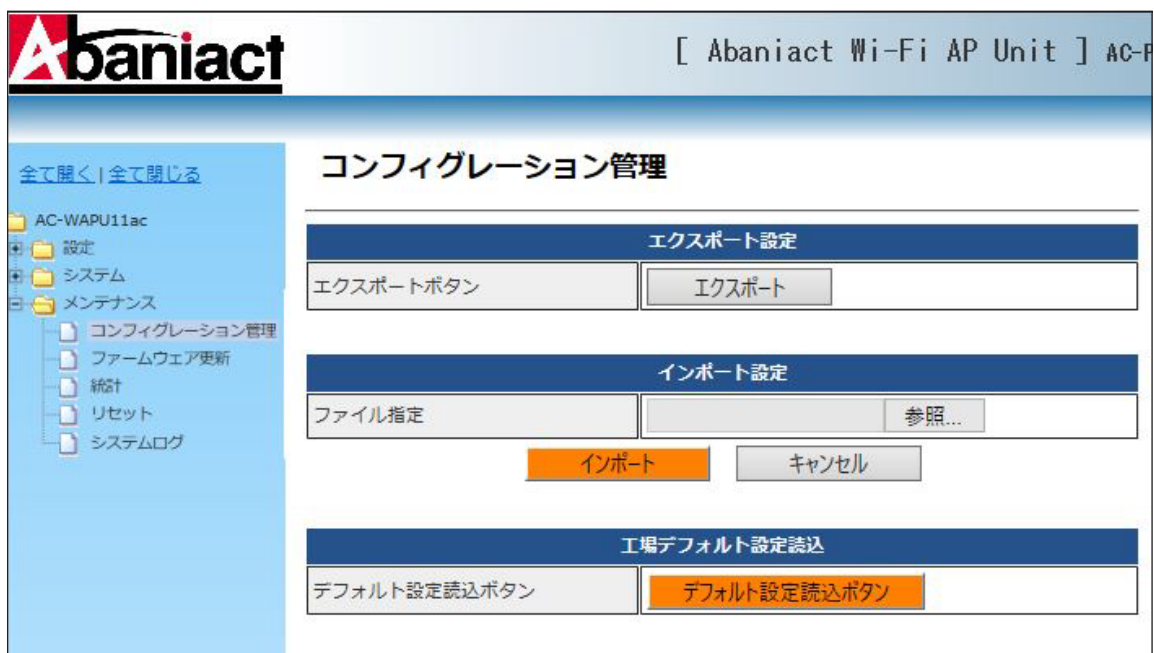 Abaniact
[ Abaniact Wi-Fi AP Unit ] AC-
全て開く | 全て閉じる
AC-WAPU11ac
設定
システム
メンテナンス
コンフィグレーション管理
ファームウェア更新
統計
リセット
システムログ
コンフィグレーション管理
エクスポート設定
エクスポートボタン エクスポート
インポート設定
ファイル指定 参照...
インポート キャンセル
工場デフォルト設定読込
デフォルト設定読込ボタン デフォルト設定読込ボタン